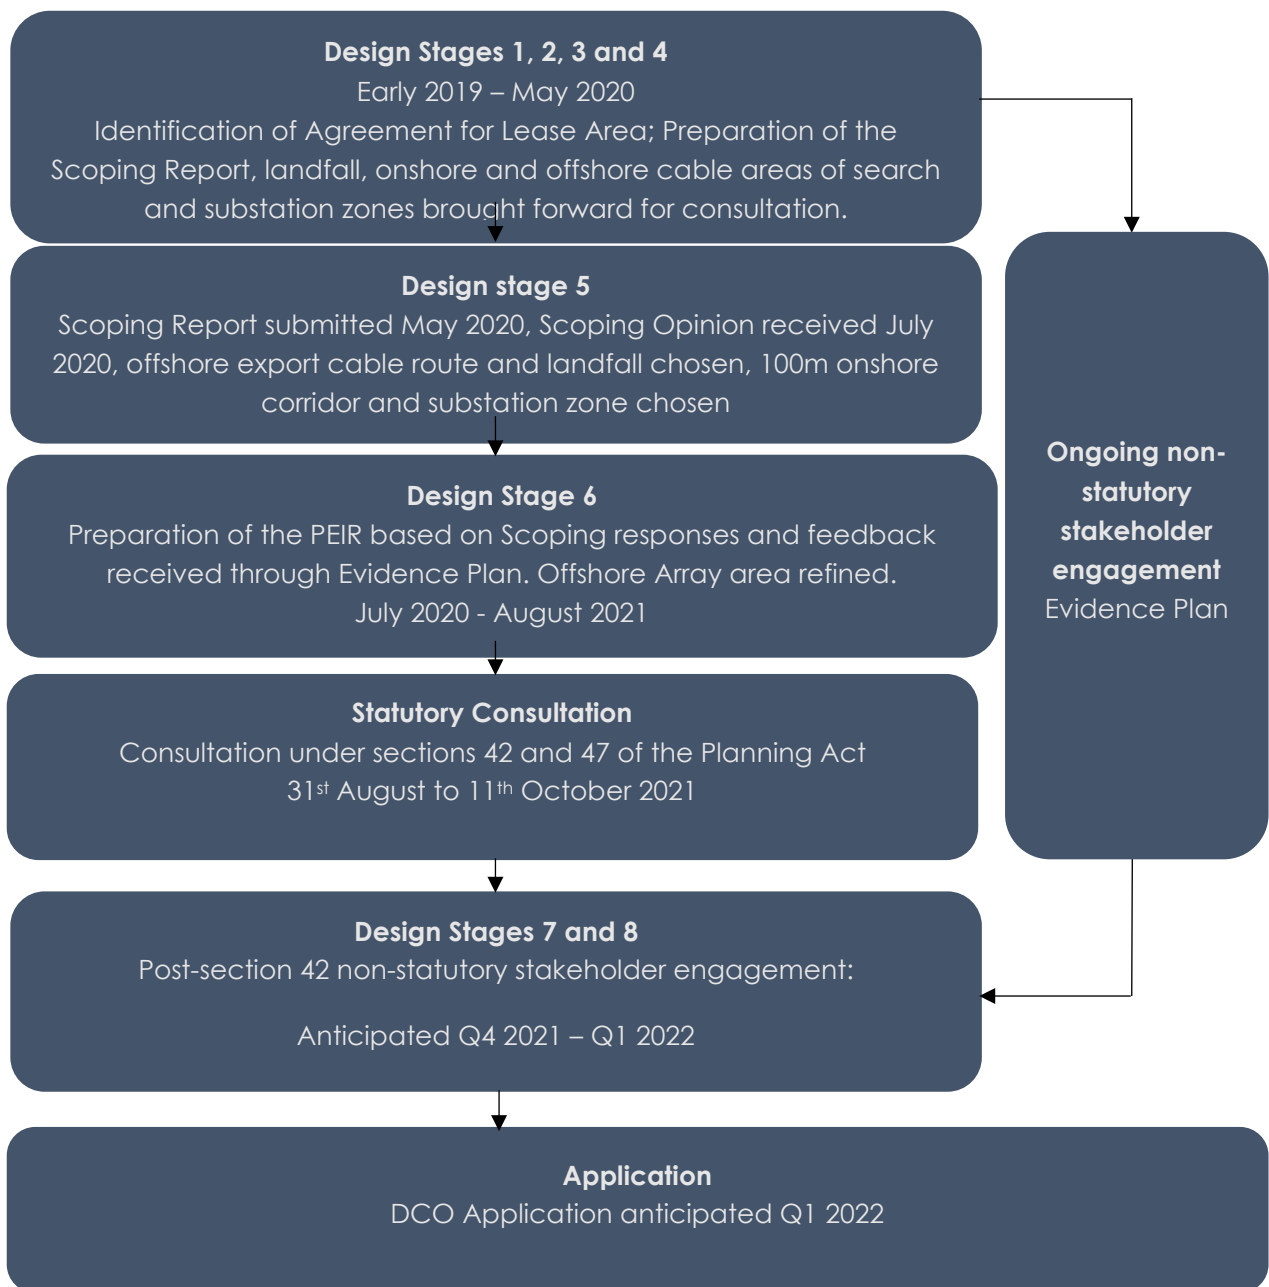 Design Stages 1, 2, 3 and 4
Early 2019 – May 2020
Identification of Agreement for Lease Area; Preparation of the
Scoping Report, landfall, onshore and offshore cable areas of search
and substation zones brought forward for consultation.
Design stage 5
Scoping Report submitted May 2020, Scoping Opinion received July
2020, offshore export cable route and landfall chosen, 100m onshore
corridor and substation zone chosen
Design Stage 6
Preparation of the PEIR based on Scoping responses and feedback
received through Evidence Plan. Offshore Array area refined.
July 2020 - August 2021
Statutory Consultation
Consultation under sections 42 and 47 of the Planning Act
31st August to 11th October 2021
Design Stages 7 and 8
Post-section 42 non-statutory stakeholder engagement:
Anticipated Q4 2021 – Q1 2022
Ongoing non-
statutory
stakeholder
engagement
Evidence Plan
Application
DCO Application anticipated Q1 2022